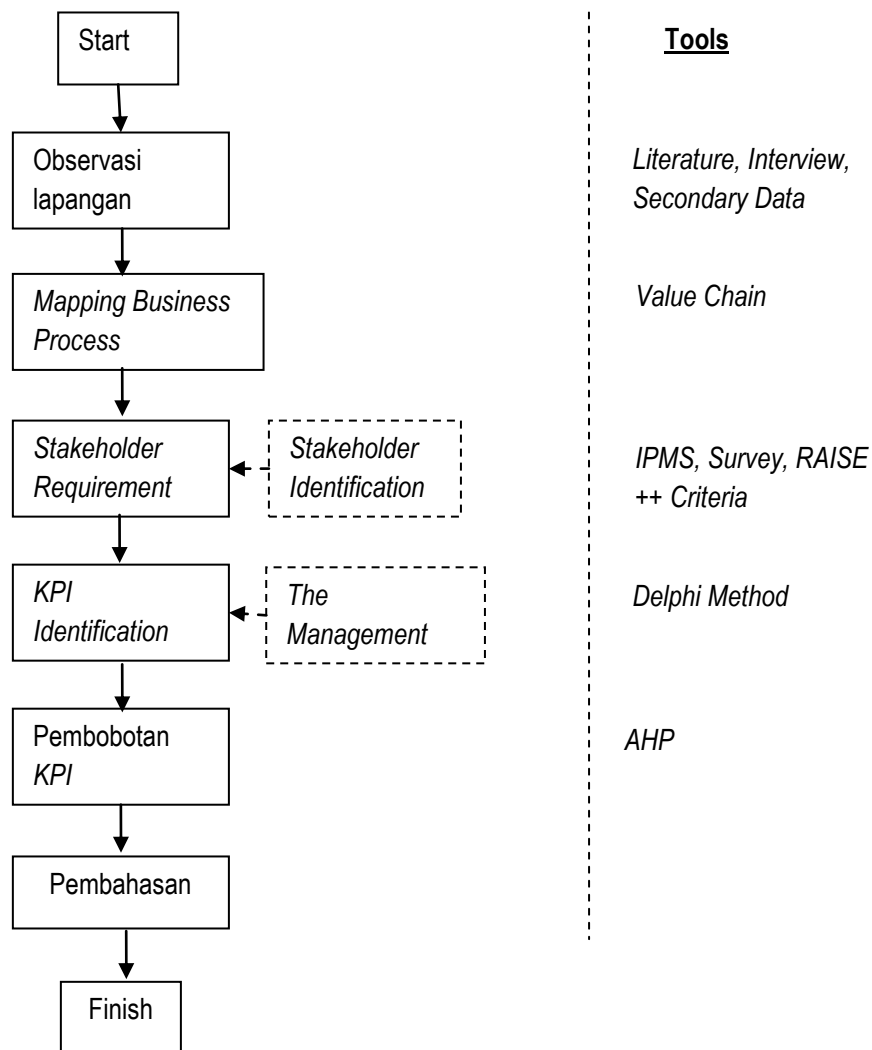 Start
Tools
Observasi
lapangan
Literature, Interview,
Secondary Data
Mapping Business
Process
Value Chain
Stakeholder
Requirement
Stakeholder
Identification
IPMS, Survey, RAISE
++ Criteria
KPI
Identification
The
Management
Delphi Method
Pembobotan
KPI
AHP
Pembahasan
Finish